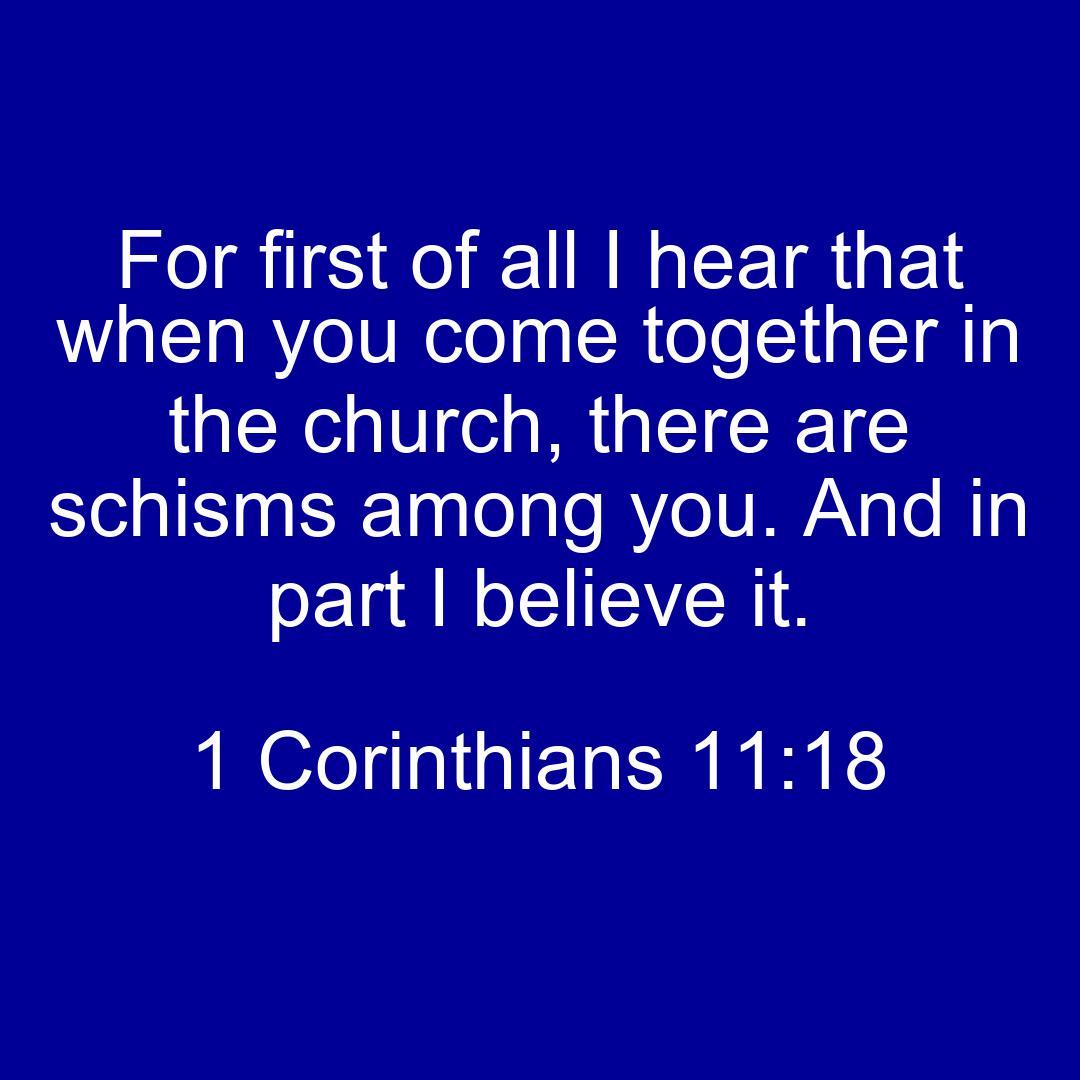 For first of all I hear that
when you come together in
the church, there are
schisms among you. And in
part I believe it.
1 Corinthians 11:18